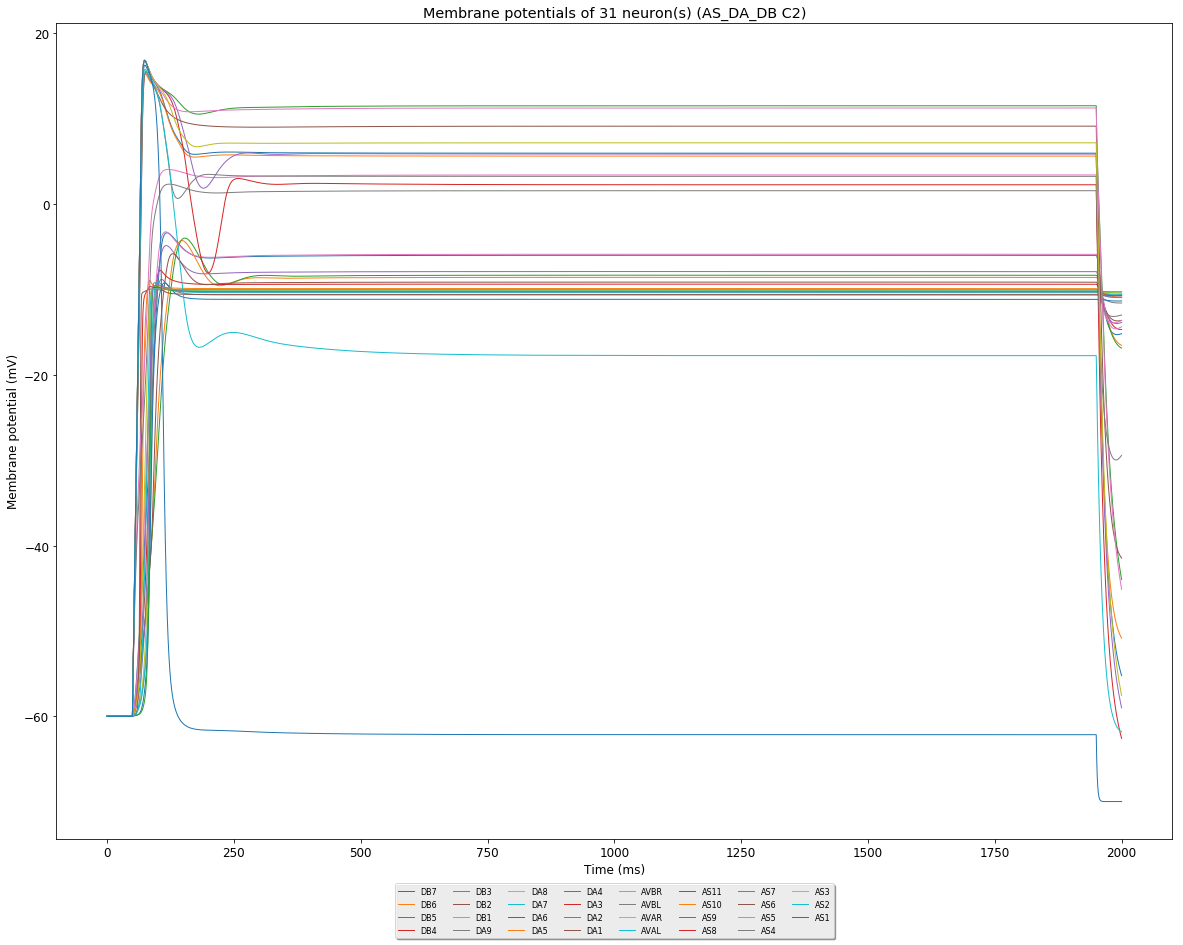 Membrane potentials of 31 neuron(s) (AS_DA_DB C2)
20
0
−20
−40
−60
Membrane potential (mV)
0 250 500 750 1000 1250 1500 1750 2000
Time (ms)
DB7 DB3 DA8 DA4 AVBR AS11 AS7 AS3
DB6 DB2 DA7 DA3 AVBL AS10 AS6 AS2
DB5 DB1 DA6 DA2 AVAR AS9 AS5 AS1
DB4 DA9 DA5 DA1 AVAL AS8 AS4